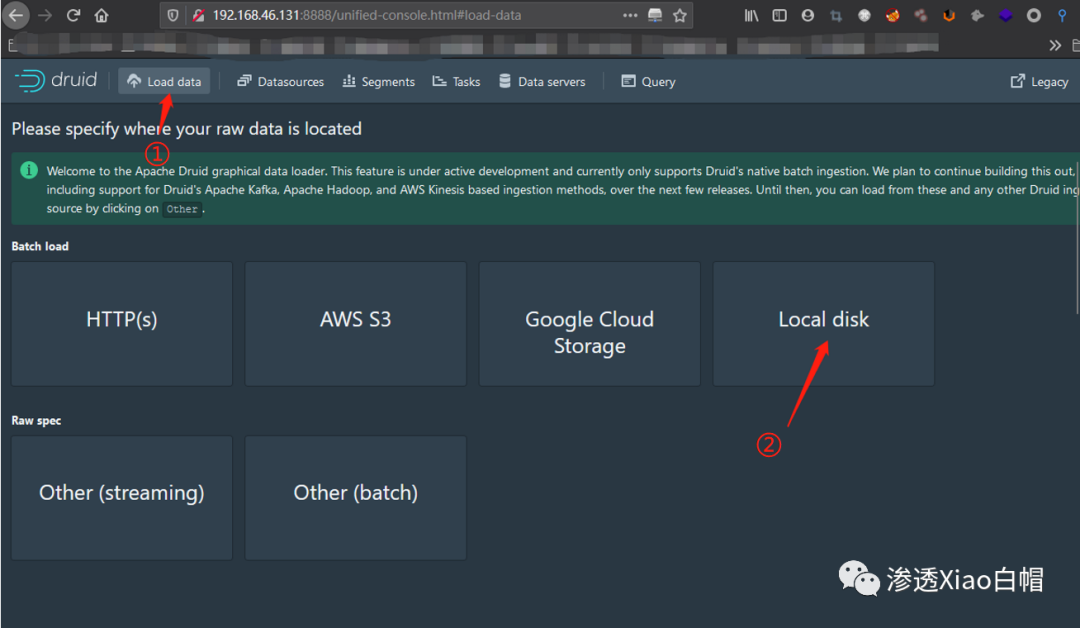 192.168.46.131:8888/unified-console.html#load-data
druid
Load data
Datasources
Segments
Tasks
Data servers
Query
Legacy
Please specify where your raw data is located
①
Welcome to the Apache Druid graphical data loader. This feature is under active development and currently only supports Druid's native batch ingestion. We plan to continue building this out,
including support for Druid's Apache Kafka, Apache Hadoop, and AWS Kinesis based ingestion methods, over the next few releases. Until then, you can load from these and any other Druid ing
source by clicking on Other .
Batch load
HTTP(s)
AWS S3
Google Cloud
Storage
Local disk
②
Raw spec
Other (streaming)
Other (batch)
渗透Xiao白帽